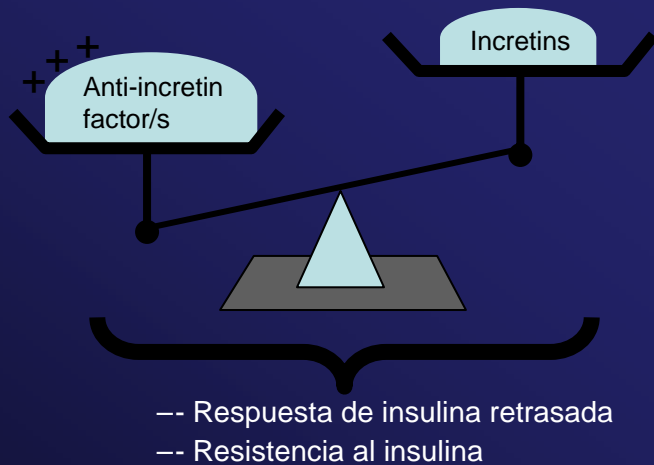 +++
Anti-incretin
factor/s
Incretins
–- Respuesta de insulina retrasada
–- Resistencia al insulina